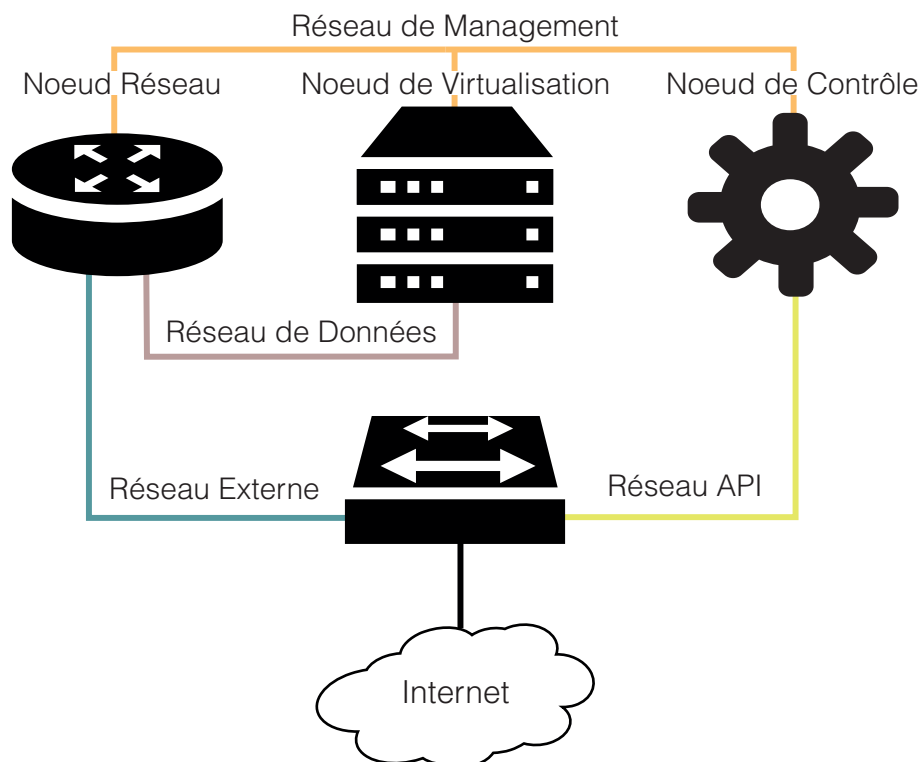 Réseau de Management
Noeud Réseau
Noeud de Virtualisation
Noeud de Contrôle
Réseau de Données
Réseau Externe
Réseau API
Internet